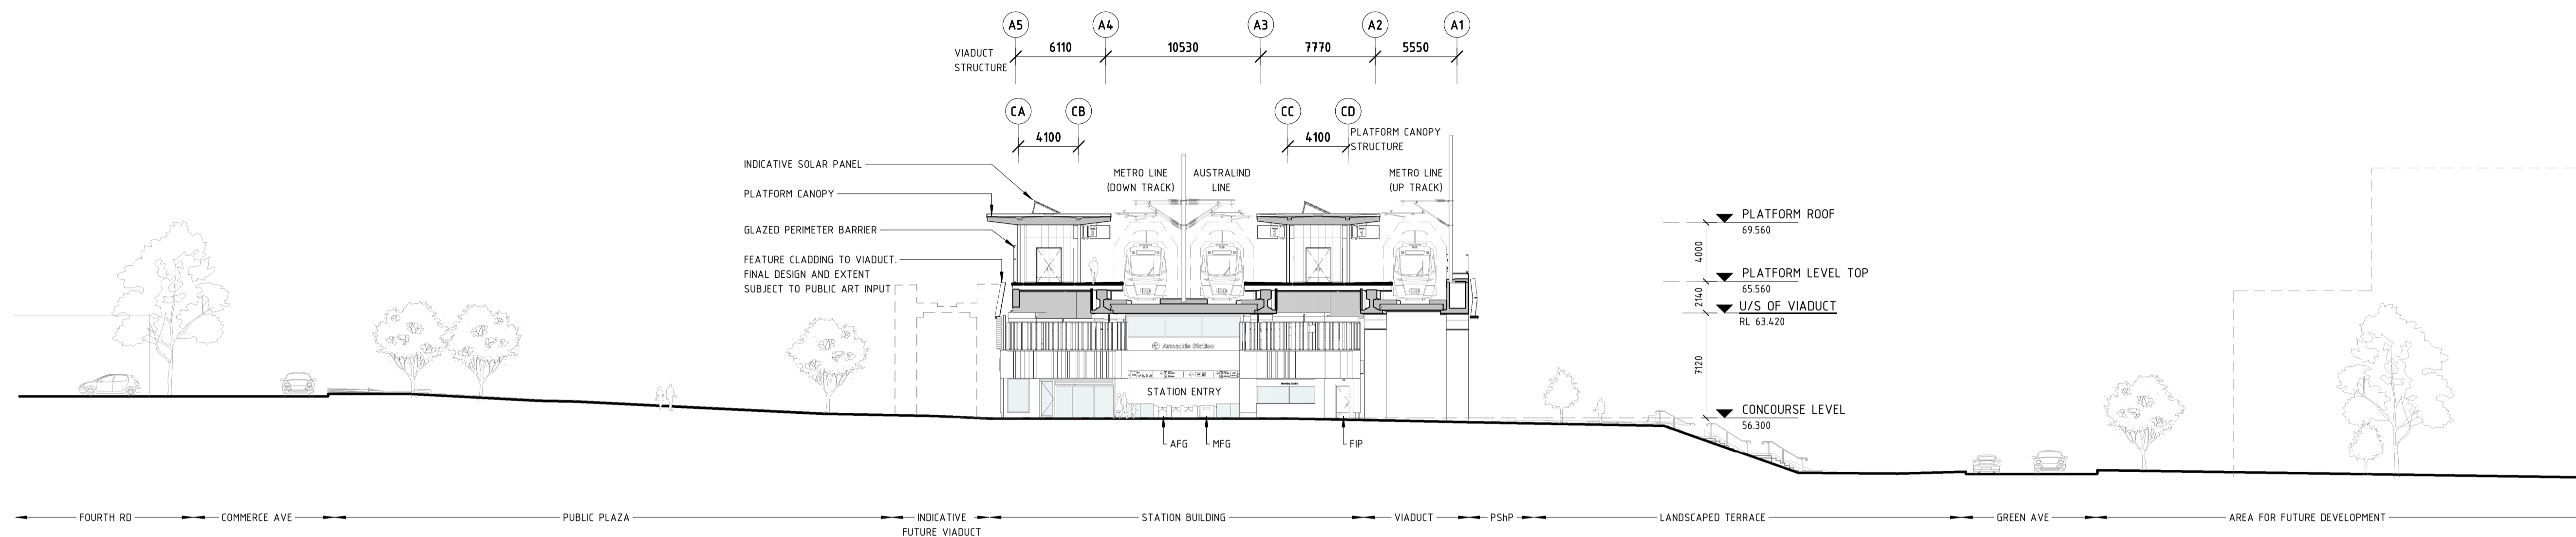 A5 A4 A3 A2 A1
VIADUCT
STRUCTURE
6110 10530 7770 5550
CA CB CC CD
4100 4100
PLATFORM CANOPY
STRUCTURE
INDICATIVE SOLAR PANEL
PLATFORM CANOPY
GLAZED PERIMETER BARRIER
FEATURE CLADDING TO VIADUCT.
FINAL DESIGN AND EXTENT
SUBJECT TO PUBLIC ART INPUT
METRO LINE
(DOWN TRACK)
AUSTRALIND
LINE
METRO LINE
(UP TRACK)
PLATFORM ROOF
69.560
4000
PLATFORM LEVEL TOP
65.560
2140
U/S OF VIADUCT
RL 63.420
7120
CONCOURSE LEVEL
56.300
Armadale Station
STATION ENTRY
AFG MFG FIP
FOURTH RD COMMERCE AVE PUBLIC PLAZA INDICATIVE
FUTURE VIADUCT
STATION BUILDING VIADUCT PShP LANDSCAPED TERRACE GREEN AVE AREA FOR FUTURE DEVELOPMENT